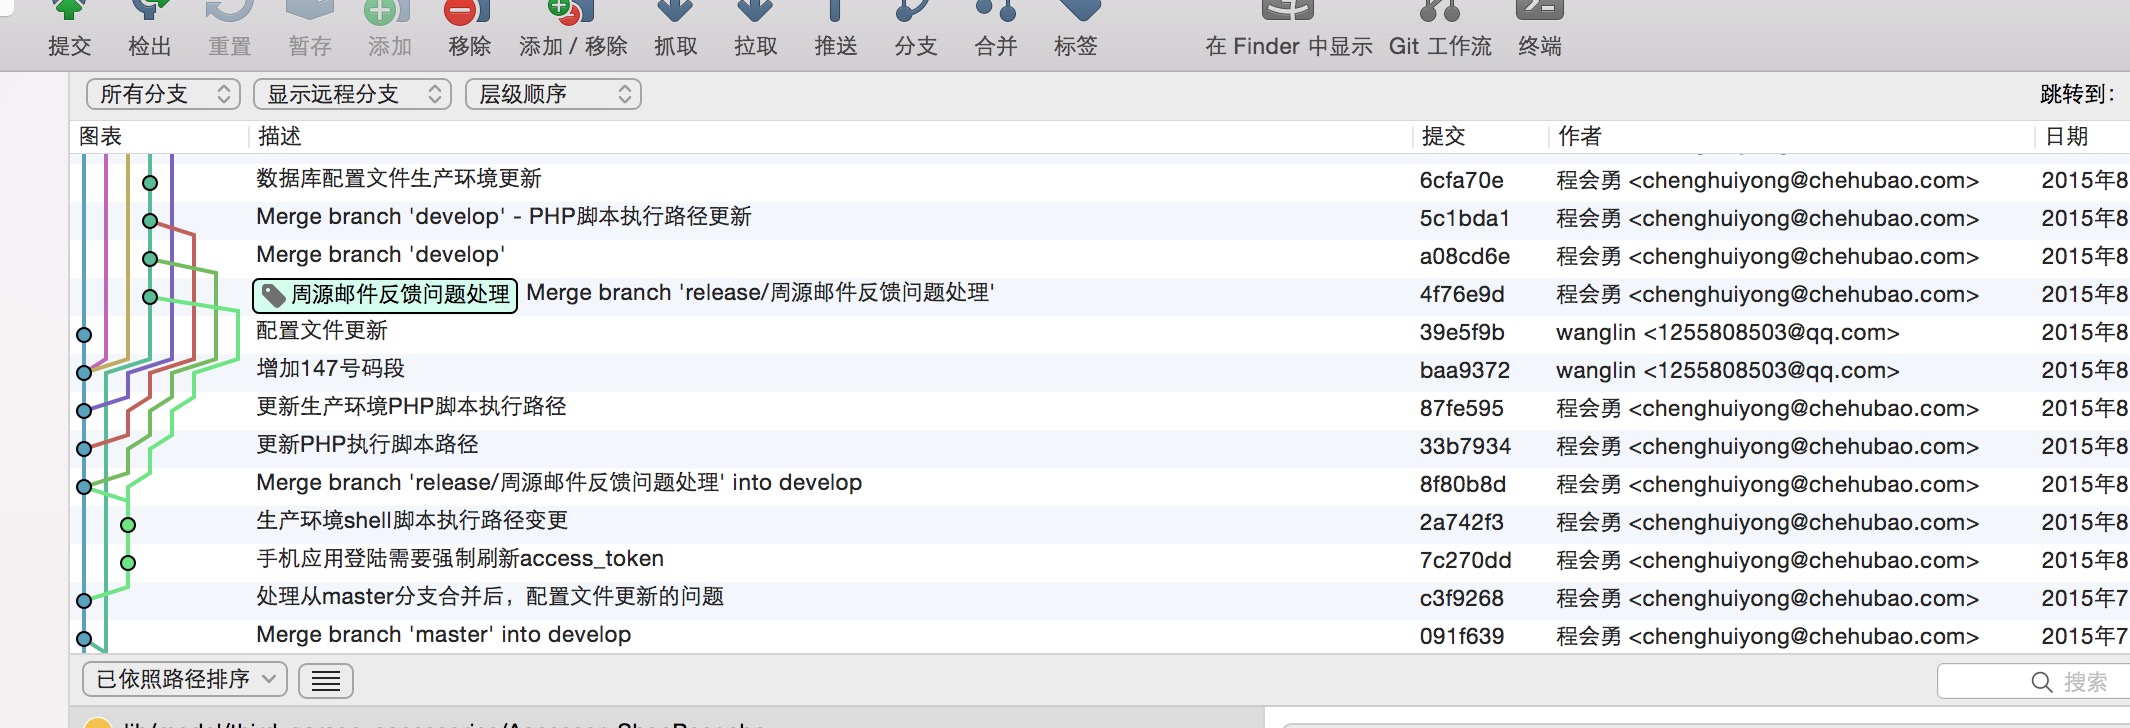 提交 检出 重置 暂存 添加 移除 添加 / 移除 抓取 拉取 推送 分支 合并 标签 在 Finder 中显示 Git 工作流 终端
所有分支 显示远程分支 层级顺序 跳转到：
图表 描述 提交 作者 日期
数据库配置文件生产环境更新 6cfa70e 程会勇 <chenghuiyong@chehubao.com> 2015年8
Merge branch 'develop' - PHP脚本执行路径更新 5c1bda1 程会勇 <chenghuiyong@chehubao.com> 2015年8
Merge branch 'develop' a08cd6e 程会勇 <chenghuiyong@chehubao.com> 2015年8
周源邮件反馈问题处理 Merge branch 'release/周源邮件反馈问题处理' 4f76e9d 程会勇 <chenghuiyong@chehubao.com> 2015年8
配置文件更新 39e5f9b wanglin <1255808503@qq.com> 2015年8
增加147号码段 baa9372 wanglin <1255808503@qq.com> 2015年8
更新生产环境PHP脚本执行路径 87fe595 程会勇 <chenghuiyong@chehubao.com> 2015年8
更新PHP执行脚本路径 33b7934 程会勇 <chenghuiyong@chehubao.com> 2015年8
Merge branch 'release/周源邮件反馈问题处理' into develop 8f80b8d 程会勇 <chenghuiyong@chehubao.com> 2015年8
生产环境shell脚本执行路径变更 2a742f3 程会勇 <chenghuiyong@chehubao.com> 2015年8
手机应用登陆需要强制刷新access_token 7c270dd 程会勇 <chenghuiyong@chehubao.com> 2015年8
处理从master分支合并后，配置文件更新的问题 c3f9268 程会勇 <chenghuiyong@chehubao.com> 2015年7
Merge branch 'master' into develop 091f639 程会勇 <chenghuiyong@chehubao.com> 2015年7
已依照路径排序 搜索